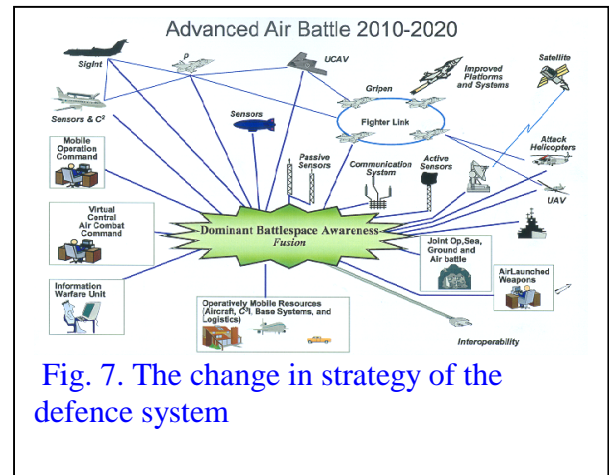 Advanced Air Battle 2010-2020
SigInt
P
UCAV
Improved
Platforms
and Systems
Satellite
Gripen
Sensors & C²
Sensors
Fighter Link
Mobile
Operation
Command
Passive
Sensors
Communication
System
Active
Sensors
Attack
Helicopters
UAV
Virtual
Central
Air Combat
Command
Dominant Battlespace Awareness
Fusion
Joint Op,Sea,
Ground and
Air battle
AirLaunched
Weapons
Information
Warfare Unit
Operatively Mobile Resources
(Aircraft, C³I, Base Systems, and
Logistics)
Interoperability
Fig. 7. The change in strategy of the
defence system